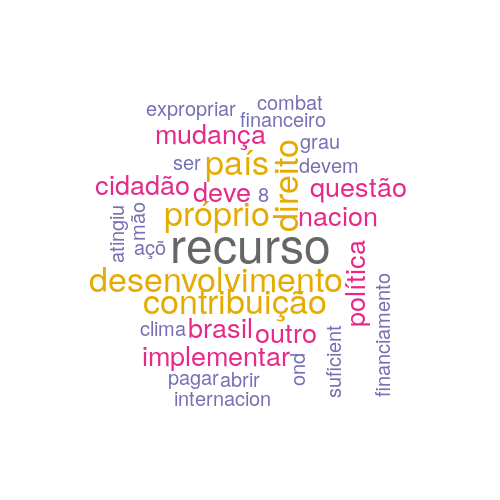 combat
expropriar
financeiro
mudança
grau
direito
ser
país
devem
cidadão
deve
8
questão
próprio
nacion
mão
atingiu
açõ
recurso
desenvolvimento
política
contribuição
financiamento
clima
brasil
outro
implementar
suficient
ond
pagar
abrir
internacion